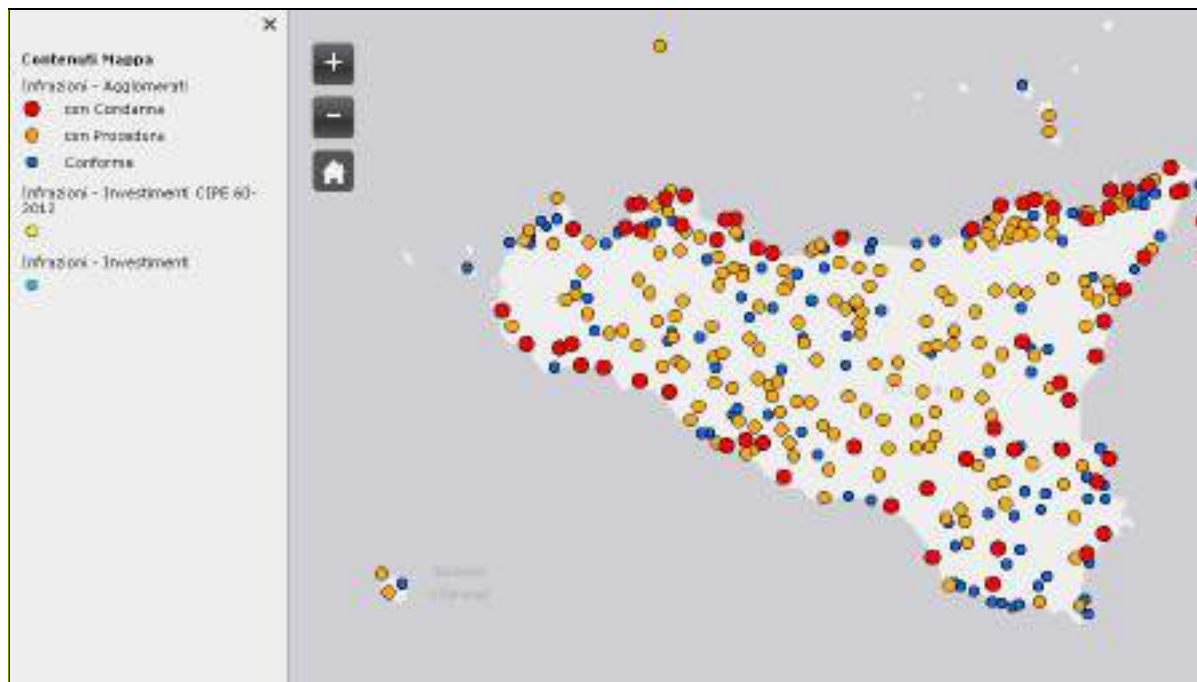 Contenuti Mappa
Infrazioni - Agglomerati
con Condanna
con Procedura
Conforme
Infrazioni - Investimenti CIPE 60-
2012
Infrazioni - Investimenti